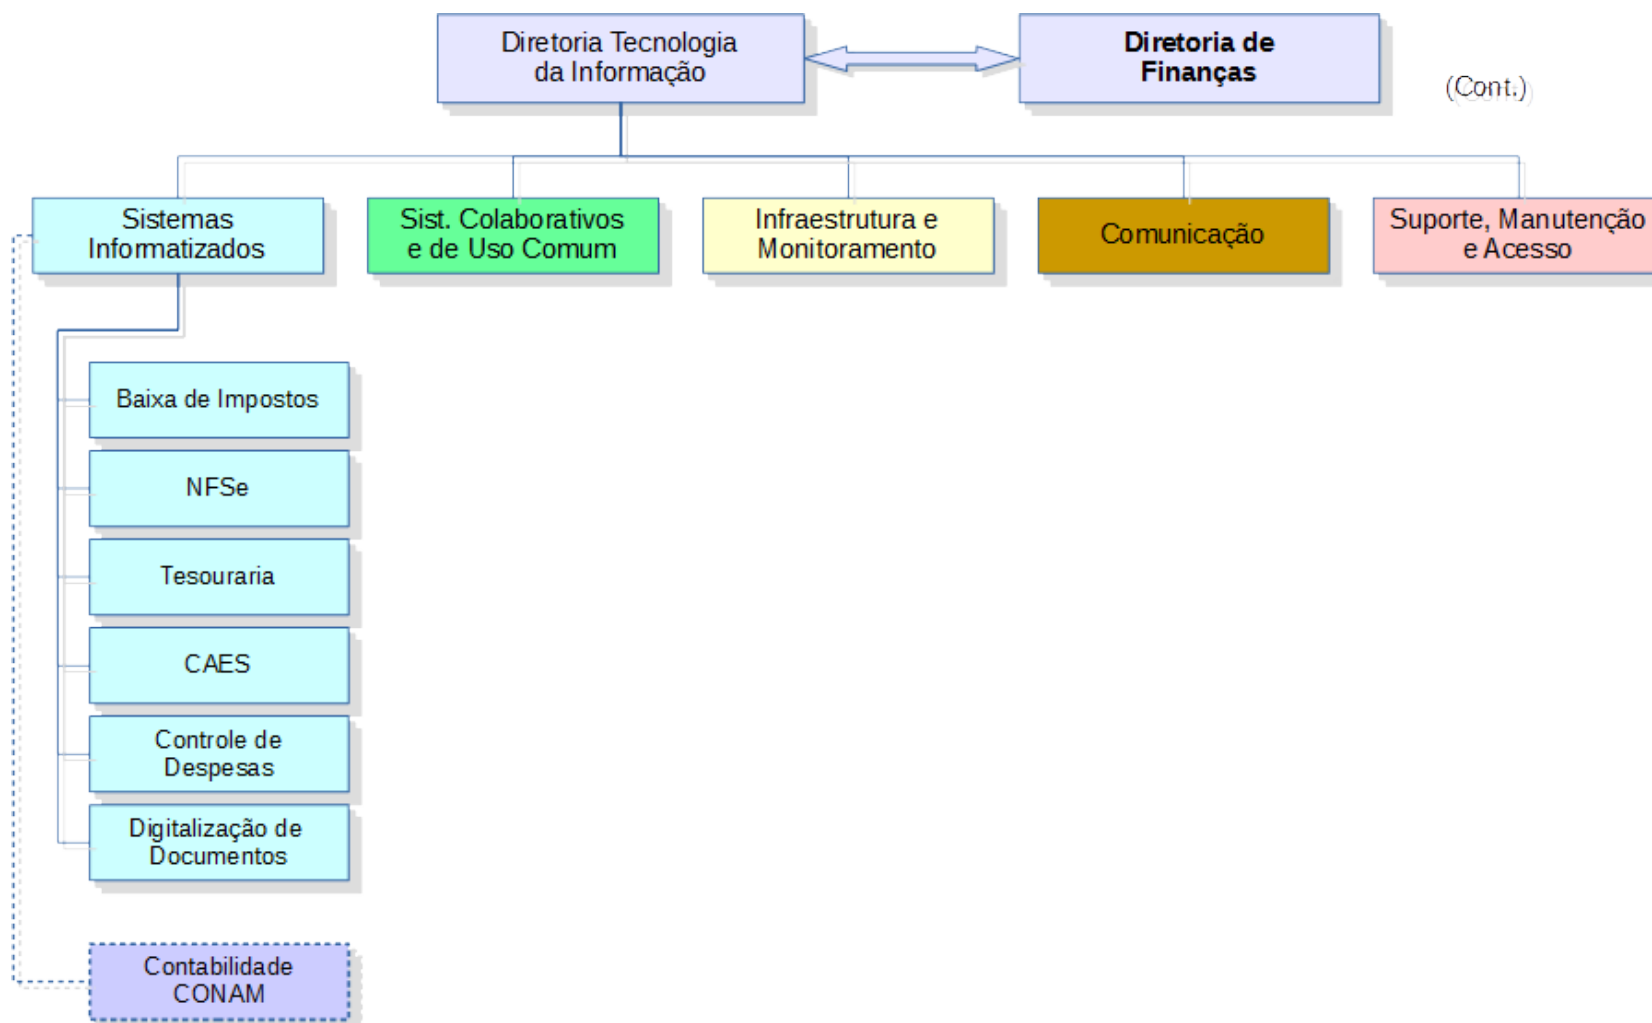 Diretoria Tecnologia
da Informação
Diretoria de
Finanças
(Cont.)
Sistemas
Informatizados
Sist. Colaborativos
e de Uso Comum
Infraestrutura e
Monitoramento
Comunicação
Suporte, Manutenção
e Acesso
Baixa de Impostos
NFSe
Tesouraria
CAES
Controle de
Despesas
Digitalização de
Documentos
Contabilidade
CONAM